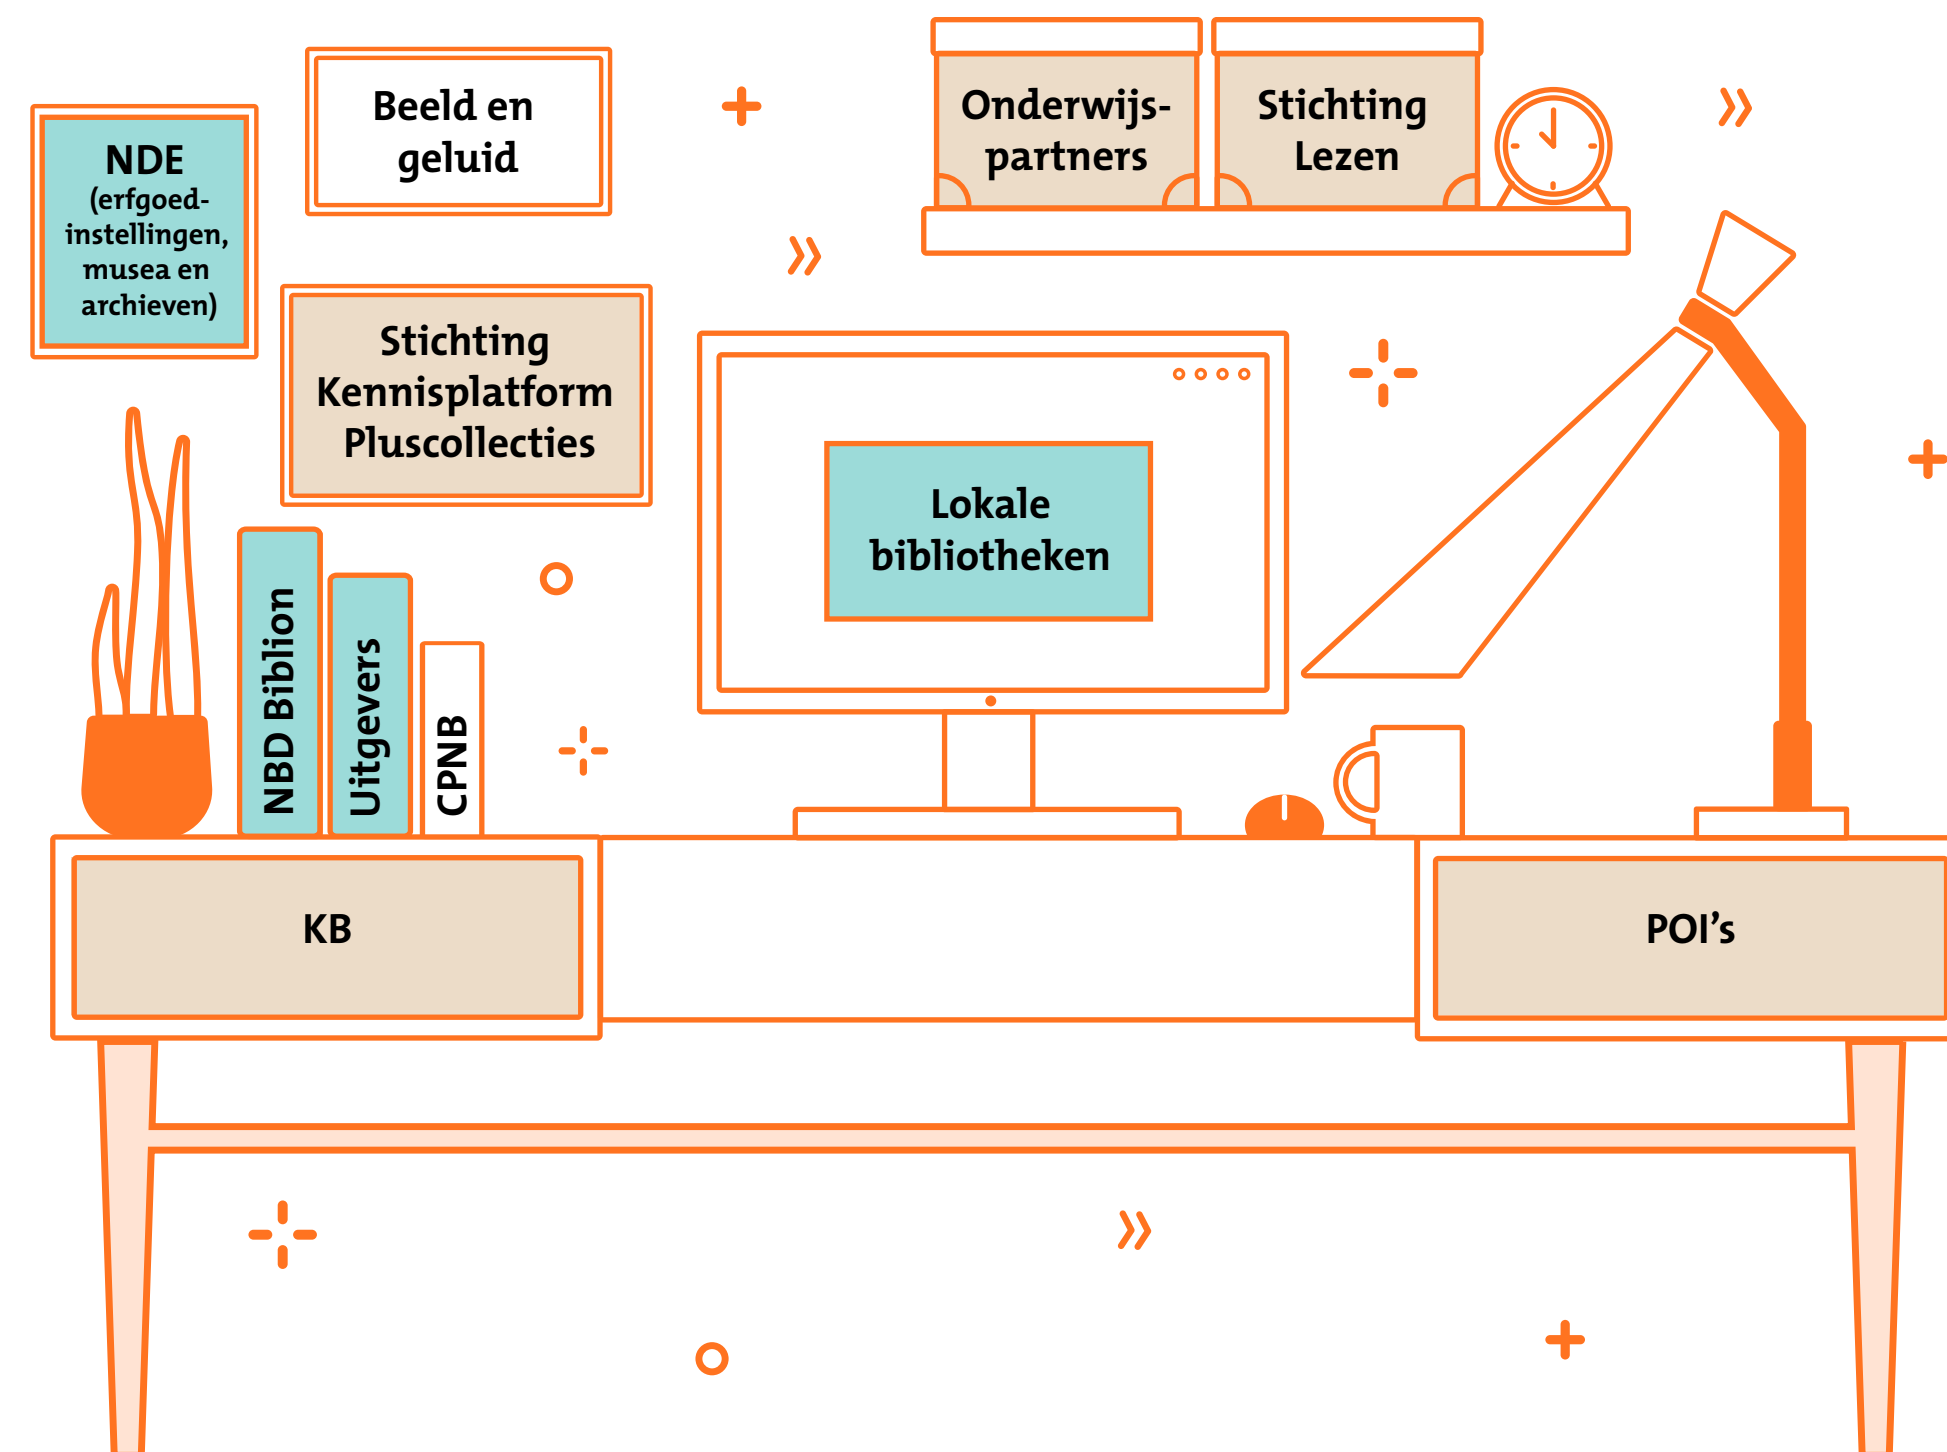 NDE
(erfgoed-
instellingen,
musea en
archieven)
Beeld en
geluid
Onderwijs-
partners
Stichting
Lezen
Stichting
Kennisplatform
Pluscollecties
Lokale
bibliotheken
NBD Biblion
Uitgevers
CPNB
KB
POI’s